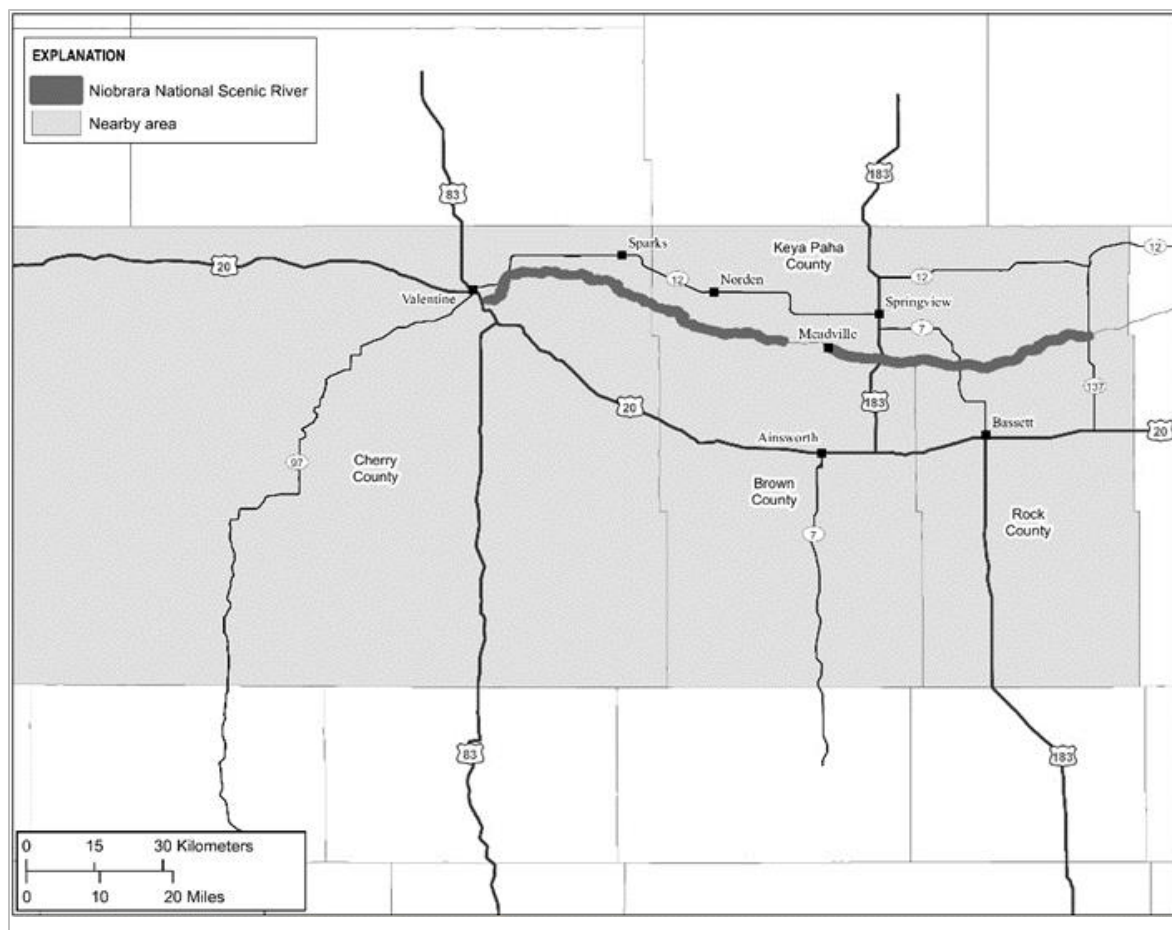 EXPLANATION
Niobrara National Scenic River
Nearby area
83
183
Sparks
Keya Paha
County
12
20
12
Norden
12
Valentine
Springview
7
Meadville
137
183
20
Ainsworth
Bassett
20
97
Cherry
County
Brown
County
Rock
County
7
83
183
0 15 30 Kilometers
0 10 20 Miles